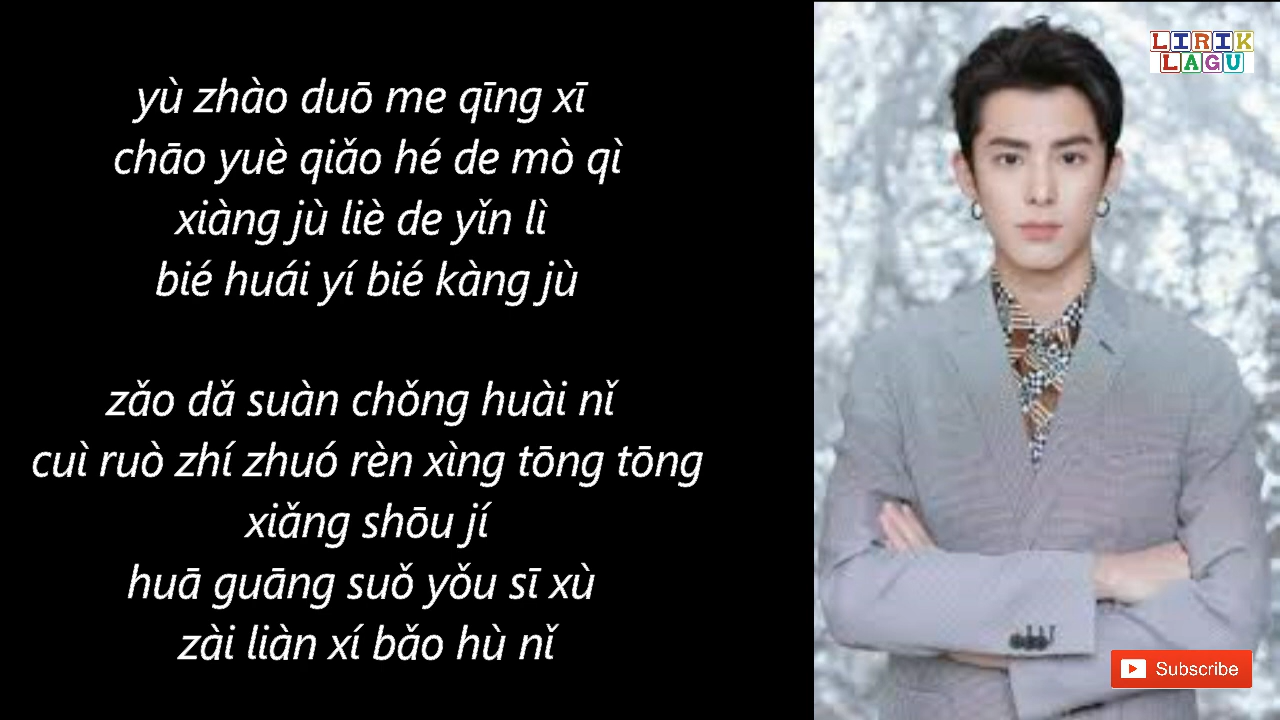 yù zhào duō me qīng xī
chāo yuè qiǎo hé de mò qì
xiàng jù liè de yǐn lì
bié huái yí bié kàng jù
zǎo dǎ suàn chǒng huài nǐ
cuì ruò zhí zhuó rèn xìng tōng tōng
xiǎng shōu jí
huā guāng suǒ yǒu sī xù
zài liàn xí bǎo hù nǐ
LIRIK
LAGU
Subscribe